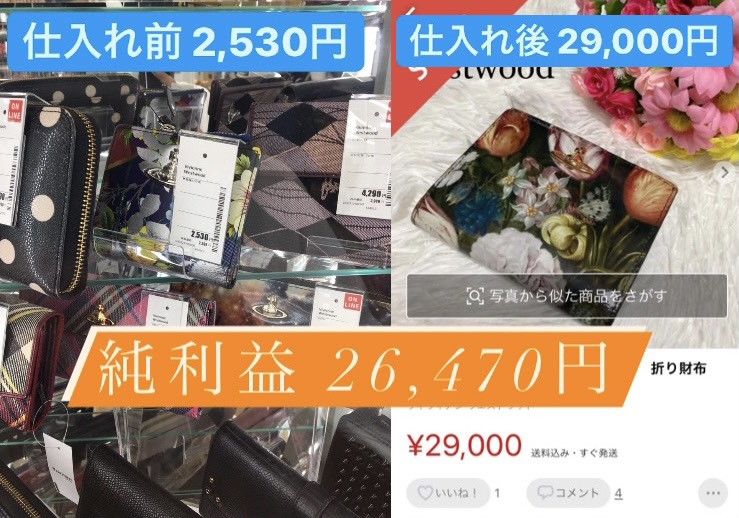 仕入れ前 2,530円
仕入れ後 29,000円
ON
LINE
Vivienne
Westwood
2,530
4,290
ON
LINE
stwood
写真から似た商品をさがす
純利益 26,470円
折り財布
¥29,000 送料込み・すぐ発送
いいね！ 1
コメント 4